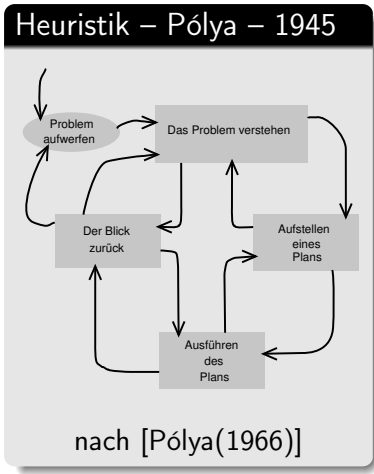 Heuristik – Pólya – 1945
Problem
aufwerfen
Das Problem verstehen
Der Blick
zurück
Aufstellen
eines
Plans
Ausführen
des
Plans
nach [Pólya(1966)]